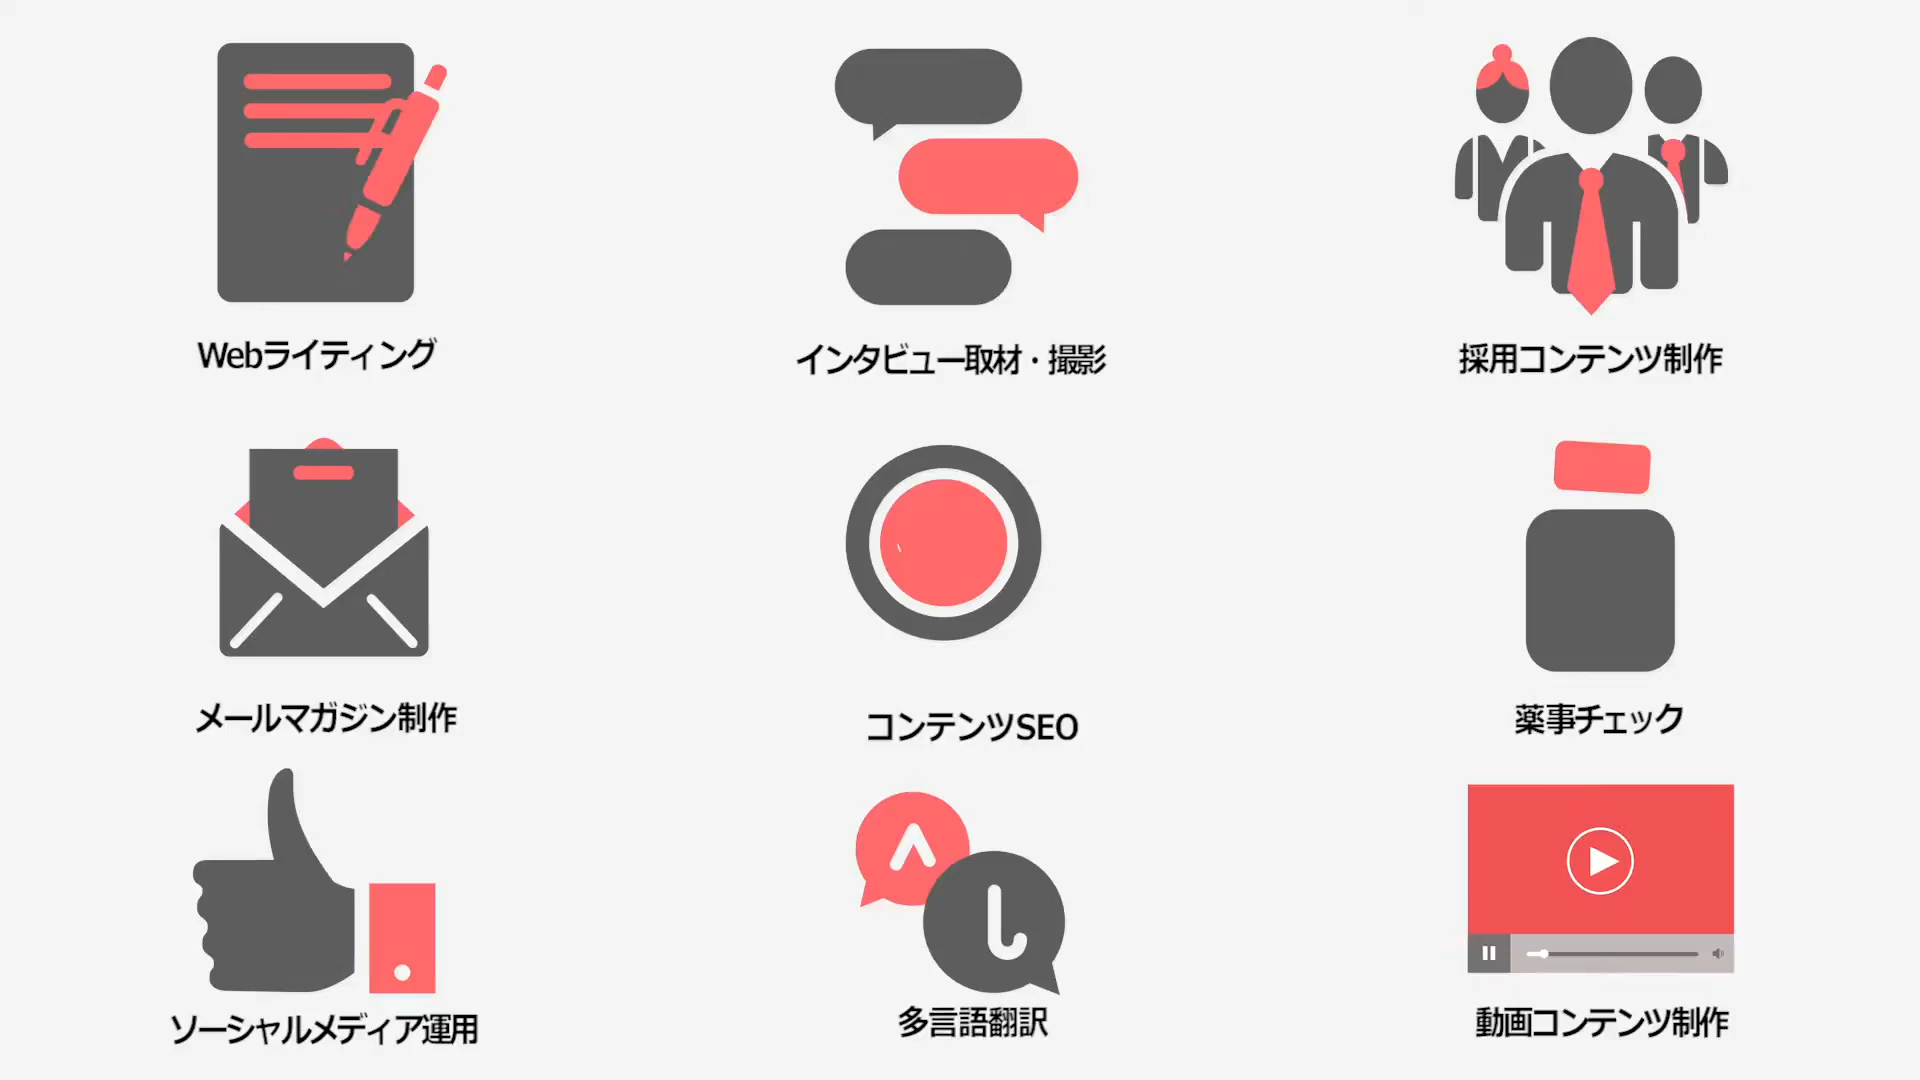 Webライティング
インタビュー取材・撮影
採用コンテンツ制作
メールマガジン制作
コンテンツSEO
薬事チェック
ソーシャルメディア運用
多言語翻訳
動画コンテンツ制作